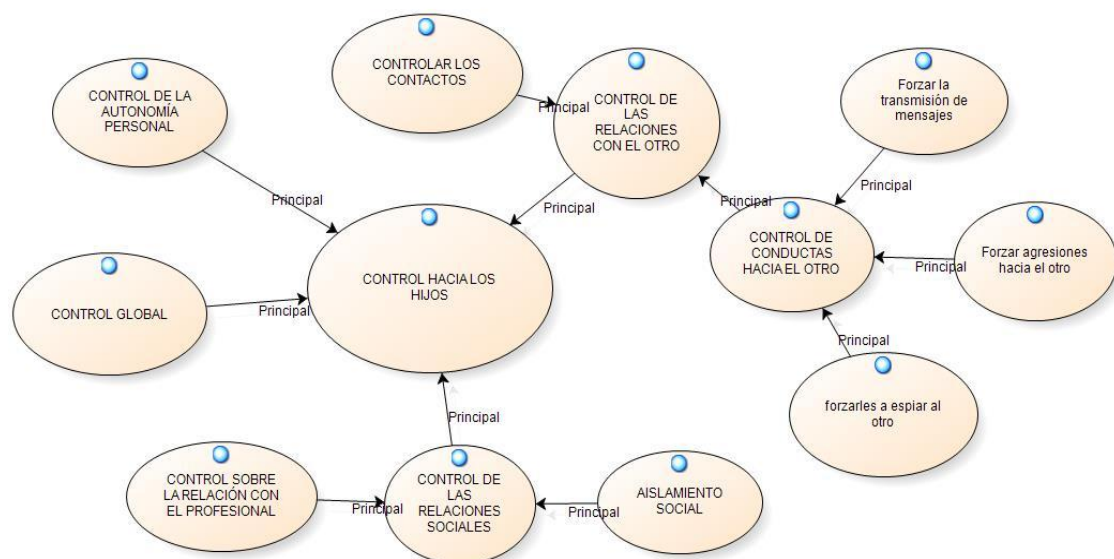 CONTROLAR LOS
CONTACTOS
CONTROL DE LA
AUTONOMÍA
PERSONAL
CONTROL DE
LAS
RELACIONES
CON EL OTRO
Forzar la
transmisión de
mensajes
Principal
Principal
Principal
Principal
Principal
CONTROL DE
CONDUCTAS
HACIA EL OTRO
Forzar agresiones
hacia el otro
Principal
CONTROL HACIA LOS
HIJOS
CONTROL GLOBAL
Principal
Principal
forzarles a espiar al
otro
Principal
CONTROL SOBRE
LA RELACIÓN CON
EL PROFESIONAL
Principal
CONTROL DE
LAS
RELACIONES
SOCIALES
AISLAMIENTO
SOCIAL
Principal